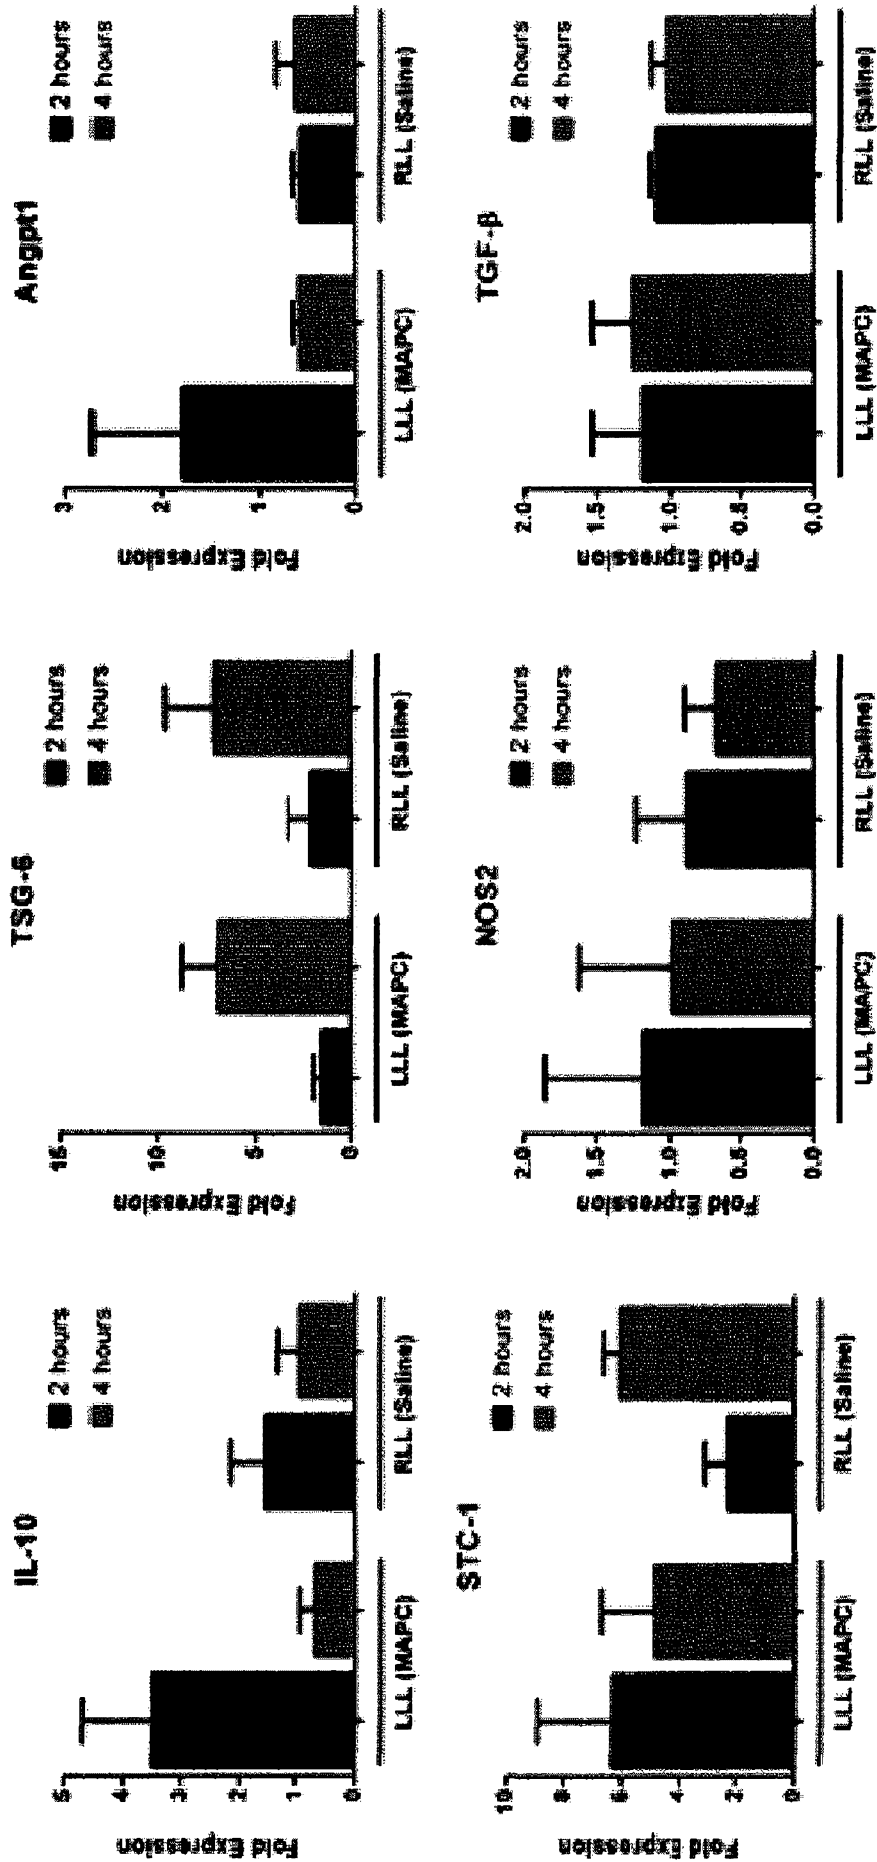 IL-10
2 hours
4 hours
Fold Expression
5
4
3
2
1
0
LLL (MAPC)
RLL (Saline)
TSG-6
2 hours
4 hours
Fold Expression
15
10
5
0
LLL (MAPC)
RLL (Saline)
Angpt1
2 hours
4 hours
Fold Expression
3
2
1
0
LLL (MAPC)
RLL (Saline)
STC-1
2 hours
4 hours
Fold Expression
10
8
6
4
2
0
LLL (MAPC)
RLL (Saline)
NOS2
2 hours
4 hours
Fold Expression
2.0
1.5
1.0
0.5
0.0
LLL (MAPC)
RLL (Saline)
TGF-β
2 hours
4 hours
Fold Expression
2.0
1.5
1.0
0.5
0.0
LLL (MAPC)
RLL (Saline)